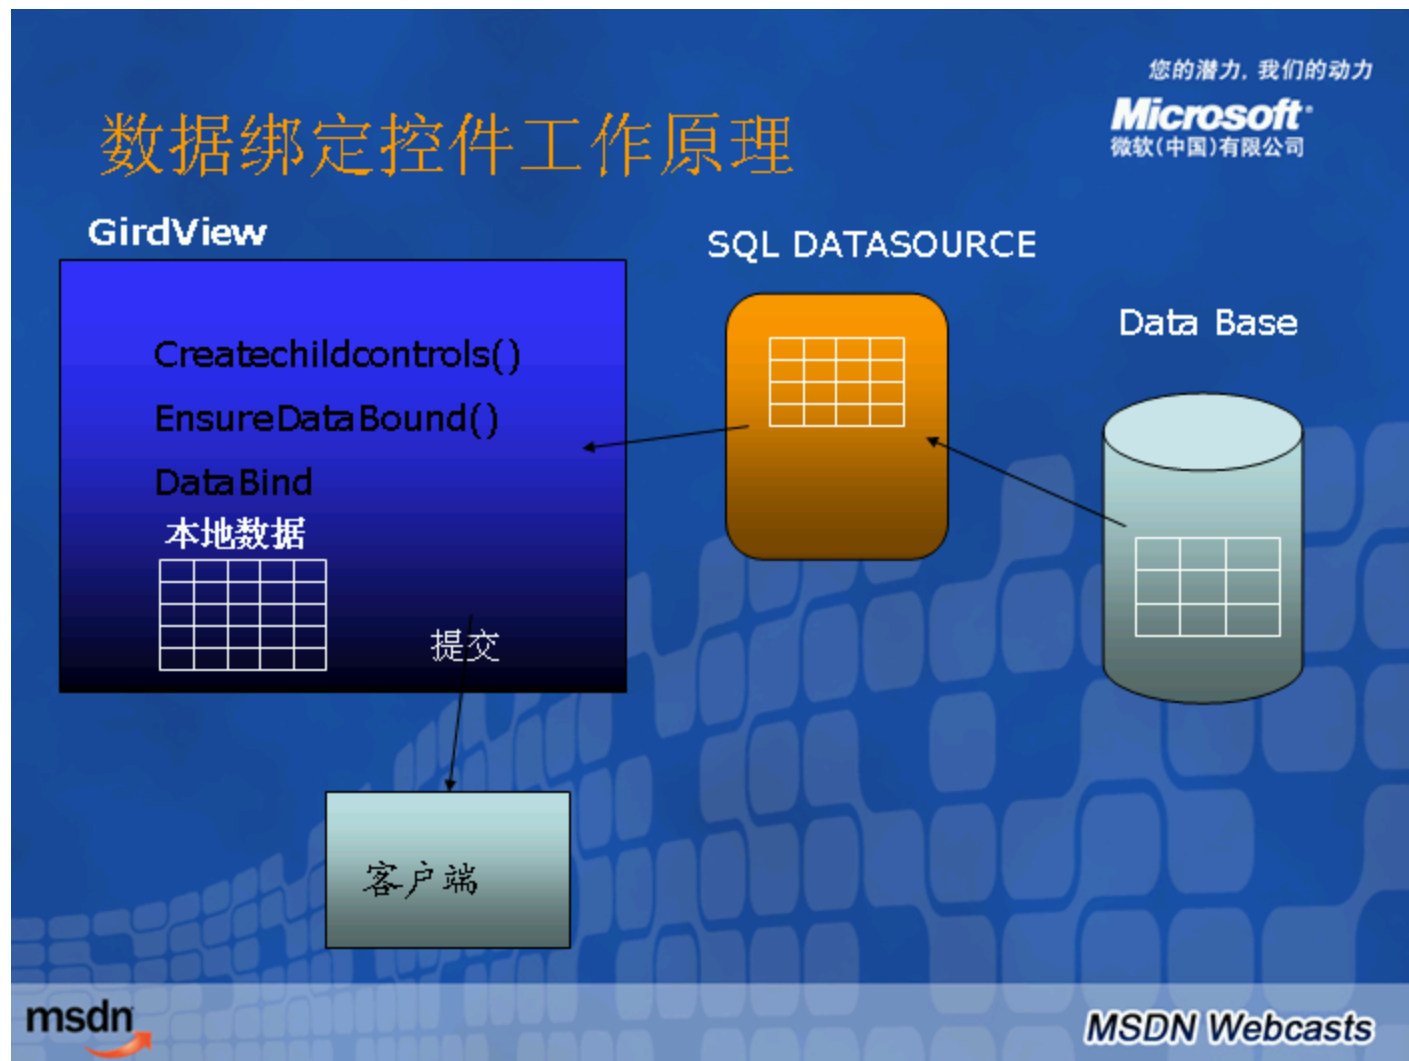 您的潜力，我们的动力
Microsoft
微软(中国)有限公司
数据绑定控件工作原理
GirdView
SQL DATASOURCE
Data Base
Createchildcontrols()
EnsureDataBound()
DataBind
本地数据
提交
客户端
msdn
MSDN Webcasts